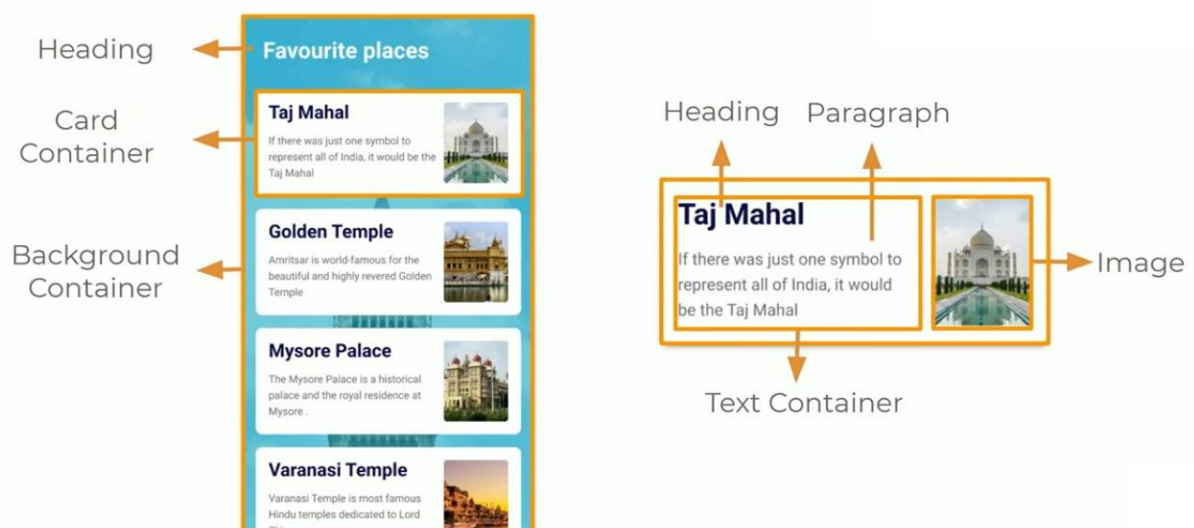 Heading
Favourite places
Card
Container
Taj Mahal
If there was just one symbol to
represent all of India, it would be the
Taj Mahal
Background
Container
Golden Temple
Amritsar is world-famous for the
beautiful and highly revered Golden
Temple
Mysore Palace
The Mysore Palace is a historical
palace and the royal residence at
Mysore .
Varanasi Temple
Varanasi Temple is most famous
Hindu temples dedicated to Lord
Heading
Paragraph
Taj Mahal
If there was just one symbol to
represent all of India, it would
be the Taj Mahal
Image
Text Container